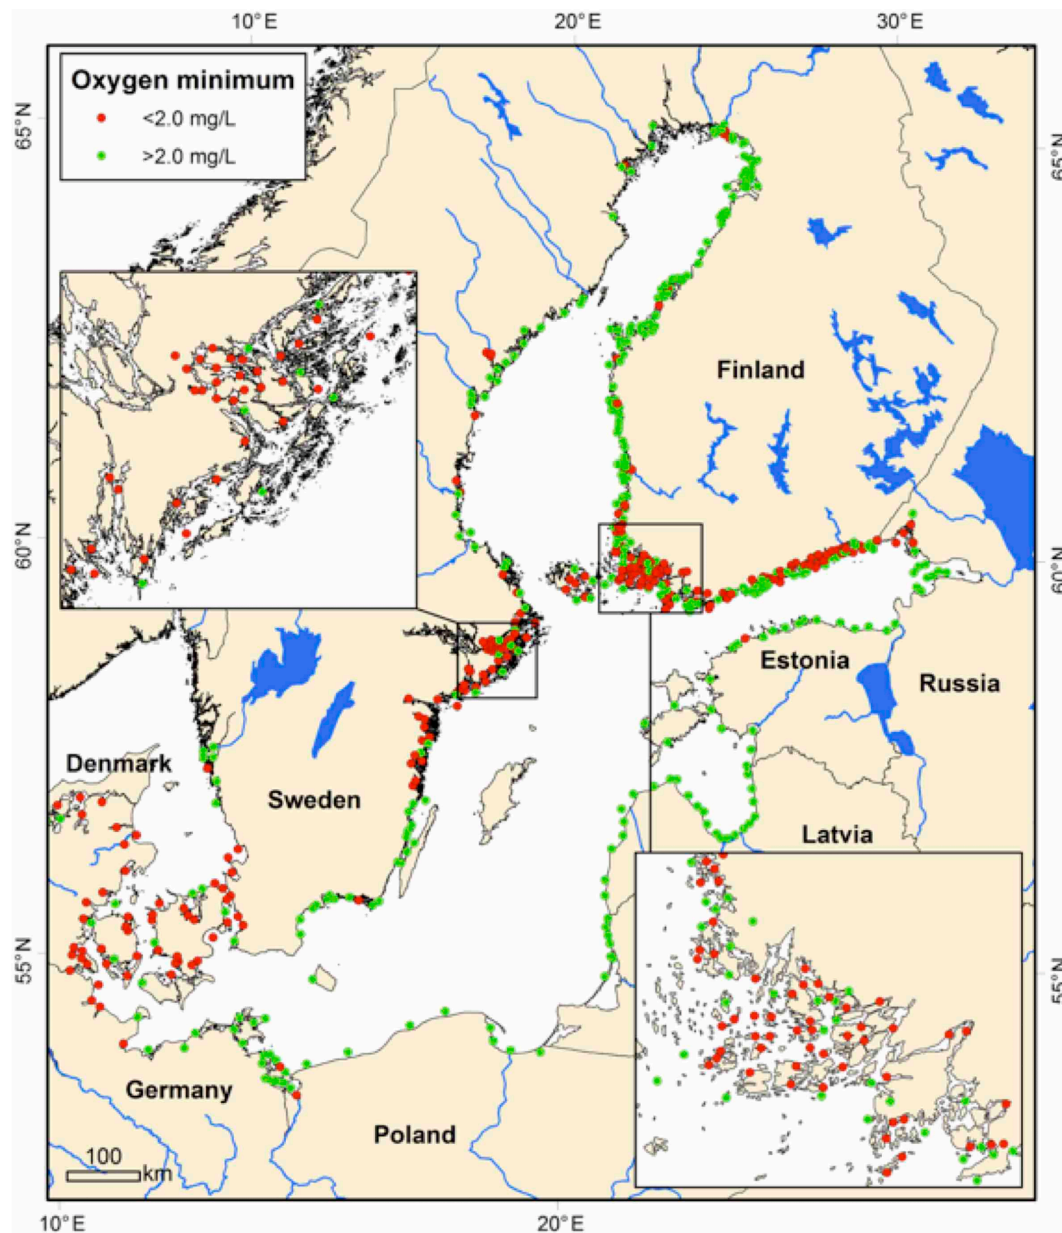 10°E 20°E 30°E
Oxygen minimum
<2.0 mg/L
>2.0 mg/L
65°N 65°N
Finland
60°N 60°N
Estonia
Russia
Denmark
Sweden
Latvia
55°N 55°N
Germany
Poland
100
km
10°E 20°E